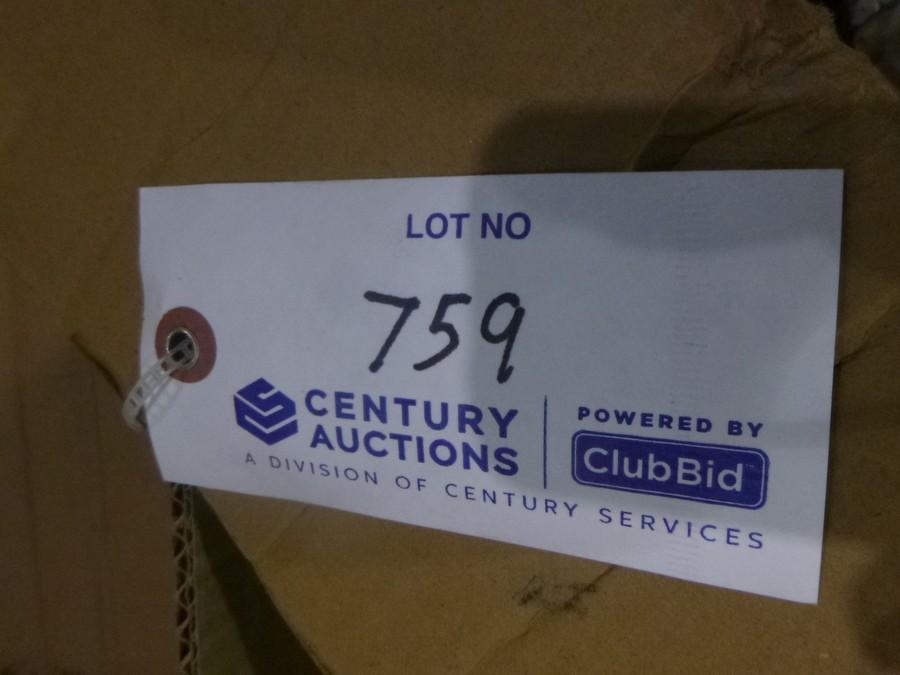 LOT NO
759
CENTURY
AUCTIONS
A DIVISION OF CENTURY SERVICES
POWERED BY
ClubBid